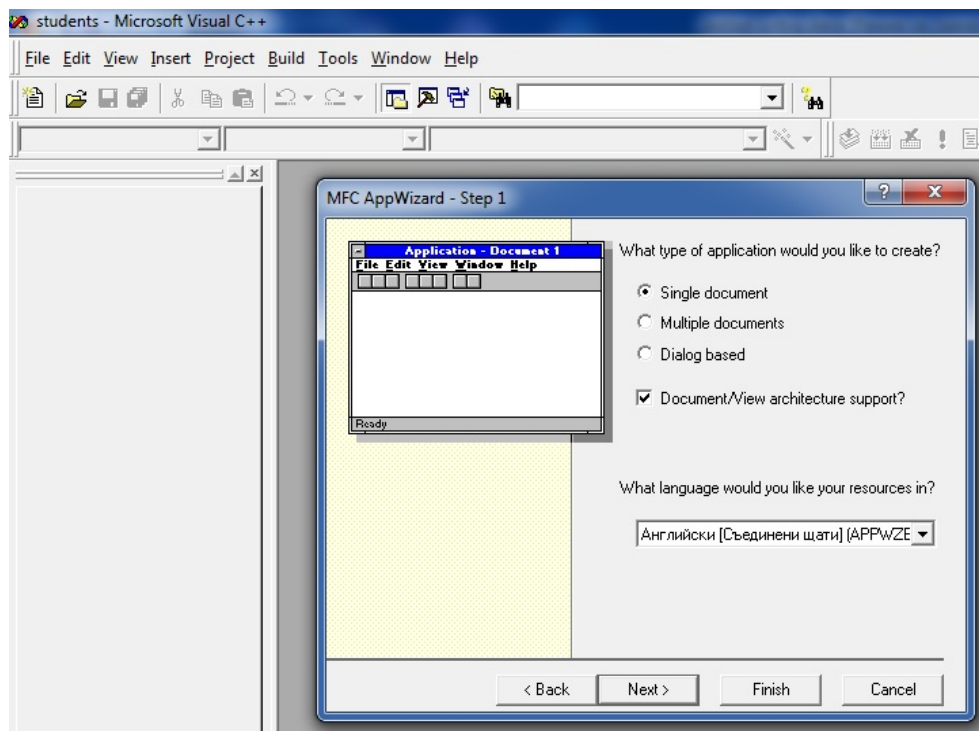 students - Microsoft Visual C++
File Edit View Insert Project Build Tools Window Help
MFC AppWizard - Step 1
Application - Document 1
File Edit View Window Help
Ready
What type of application would you like to create?
Single document
Multiple documents
Dialog based
Document/View architecture support?
What language would you like your resources in?
Английски [Съединени щати] (APPWZE
< Back
Next >
Finish
Cancel